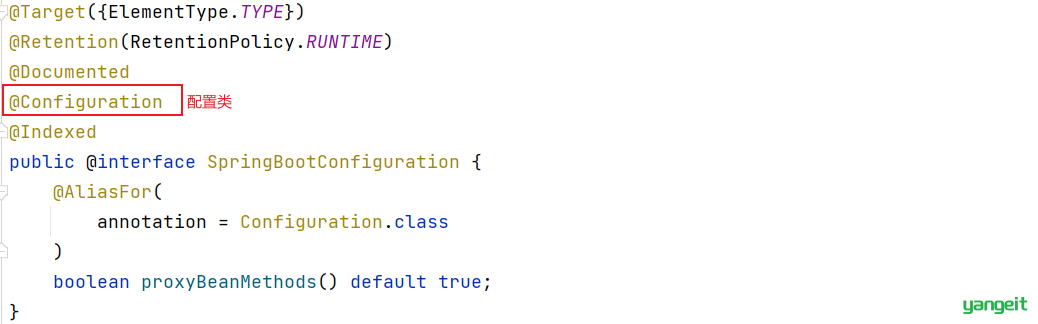 @Target({ElementType.TYPE})
@Retention(RetentionPolicy.RUNTIME)
@Documented
@Configuration 配置类
@Indexed
public @interface SpringBootConfiguration {
    @AliasFor(
        annotation = Configuration.class
    )
    boolean proxyBeanMethods() default true;
}
yangeit